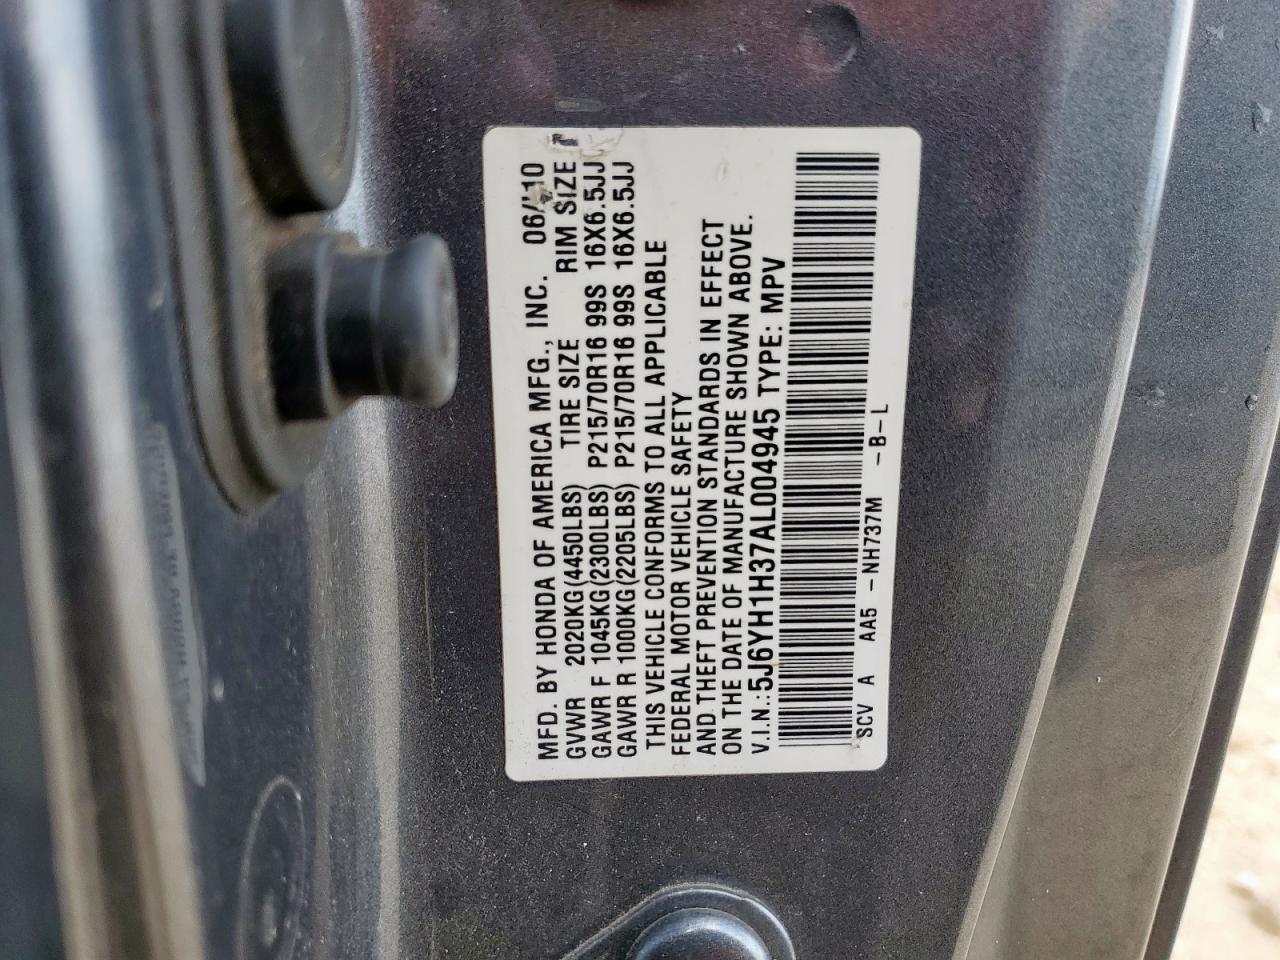 MFD. BY HONDA OF AMERICA MFG., INC. 06/10
GVWR 2020KG(4450LBS) TIRE SIZE RIM SIZE
GAWR F 1045KG(2300LBS) P215/70R16 99S 16X6.5JJ
GAWR R 1000KG(2205LBS) P215/70R16 99S 16X6.5JJ
THIS VEHICLE CONFORMS TO ALL APPLICABLE
FEDERAL MOTOR VEHICLE SAFETY
AND THEFT PREVENTION STANDARDS IN EFFECT
ON THE DATE OF MANUFACTURE SHOWN ABOVE.
V.I.N.:5J6YH1H37AL004945 TYPE: MPV
SCV A AA5 -NH737M -B-L